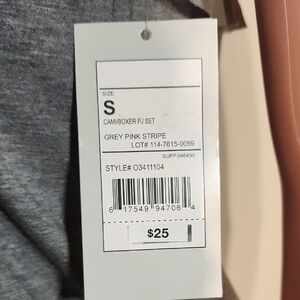 SIZE
S
CAMI/BOXER PJ SET
GREY PINK STRIPE
LOT# 114-7615-0059
SUPP:046490
STYLE# O3411104
6 17549 94706 4
$25